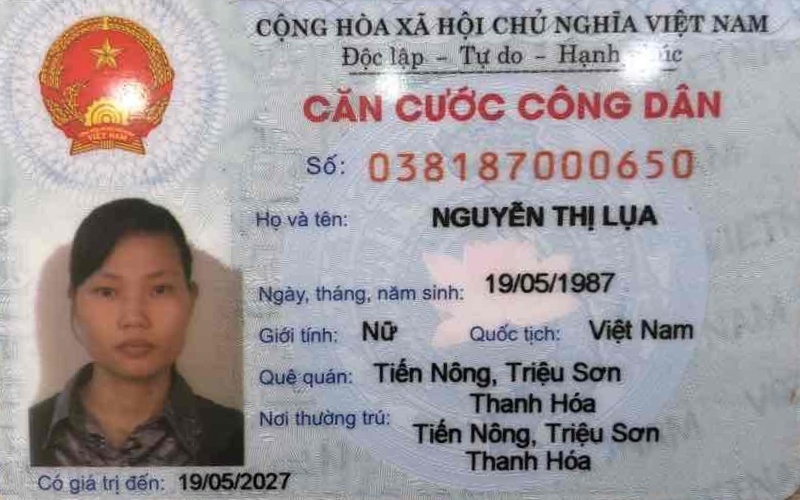 CỘNG HÒA XÃ HỘI CHỦ NGHĨA VIỆT NAM
Độc lập - Tự do - Hạnh phúc
CĂN CƯỚC CÔNG DÂN
Số: 038187000650
Họ và tên: NGUYỄN THỊ LỤA
Ngày, tháng, năm sinh: 19/05/1987
Giới tính: Nữ Quốc tịch: Việt Nam
Quê quán: Tiến Nông, Triệu Sơn
Thanh Hóa
Nơi thường trú: Tiến Nông, Triệu Sơn
Thanh Hóa
Có giá trị đến: 19/05/2027